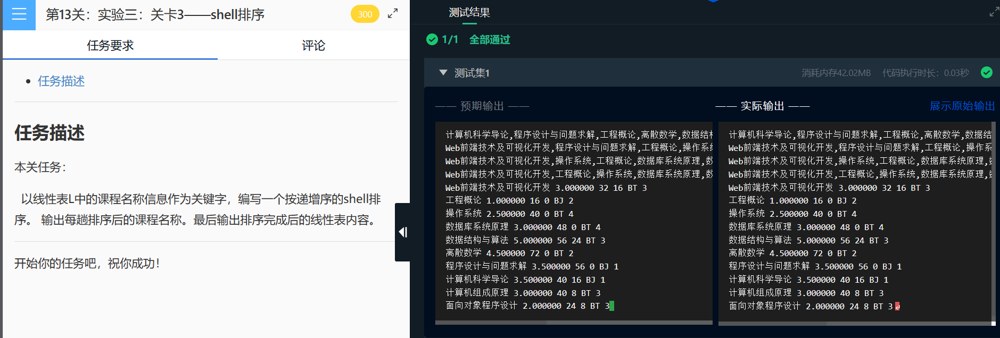 第13关：实验三：关卡3——shell排序
300
任务要求
评论
任务描述
任务描述
本关任务：
以线性表L中的课程名称信息作为关键字，编写一个按递增序的shell排
序。 输出每趟排序后的课程名称。最后输出排序完成后的线性表内容。
开始你的任务吧，祝你成功！
测试结果
1/1 全部通过
测试集1
消耗内存42.02MB 代码执行时长：0.03秒
—— 预期输出 ——
计算机科学导论,程序设计与问题求解,工程概论,离散数学,数据结
Web前端技术及可视化开发,程序设计与问题求解,工程概论,操作系
Web前端技术及可视化开发,操作系统,工程概论,数据库系统原理,数
Web前端技术及可视化开发,工程概论,操作系统,数据库系统原理,数
Web前端技术及可视化开发 3.000000 32 16 BT 3
工程概论 1.000000 16 0 BJ 2
操作系统 2.500000 40 0 BT 4
数据库系统原理 3.000000 48 0 BT 4
数据结构与算法 5.000000 56 24 BT 3
离散数学 4.500000 72 0 BT 2
程序设计与问题求解 3.500000 56 0 BJ 1
计算机科学导论 3.500000 40 16 BJ 1
计算机组成原理 3.000000 40 8 BT 3
面向对象程序设计 2.000000 24 8 BT 3
—— 实际输出 ——
展示原始输出
计算机科学导论,程序设计与问题求解,工程概论,离散数学,数据结
Web前端技术及可视化开发,程序设计与问题求解,工程概论,操作系
Web前端技术及可视化开发,操作系统,工程概论,数据库系统原理,
Web前端技术及可视化开发,工程概论,操作系统,数据库系统原理,
Web前端技术及可视化开发 3.000000 32 16 BT 3
工程概论 1.000000 16 0 BJ 2
操作系统 2.500000 40 0 BT 4
数据库系统原理 3.000000 48 0 BT 4
数据结构与算法 5.000000 56 24 BT 3
离散数学 4.500000 72 0 BT 2
程序设计与问题求解 3.500000 56 0 BJ 1
计算机科学导论 3.500000 40 16 BJ 1
计算机组成原理 3.000000 40 8 BT 3
面向对象程序设计 2.000000 24 8 BT 3